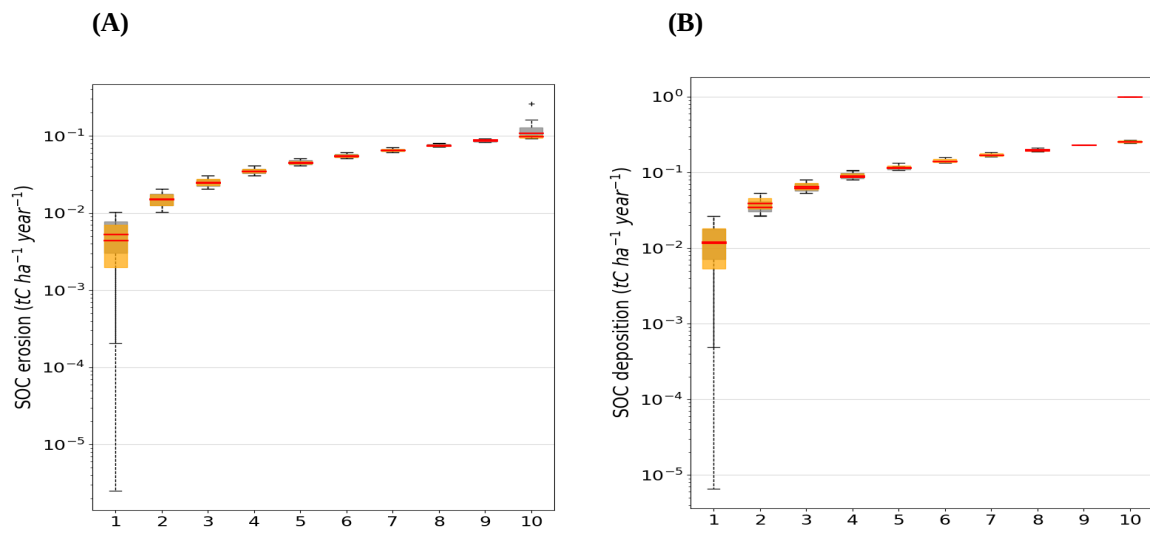 (A)
(B)
SOC erosion (tC ha⁻¹ year⁻¹)
10⁻¹
10⁻²
10⁻³
10⁻⁴
10⁻⁵
1 2 3 4 5 6 7 8 9 10
SOC deposition (tC ha⁻¹ year⁻¹)
10⁰
10⁻¹
10⁻²
10⁻³
10⁻⁴
10⁻⁵
1 2 3 4 5 6 7 8 9 10